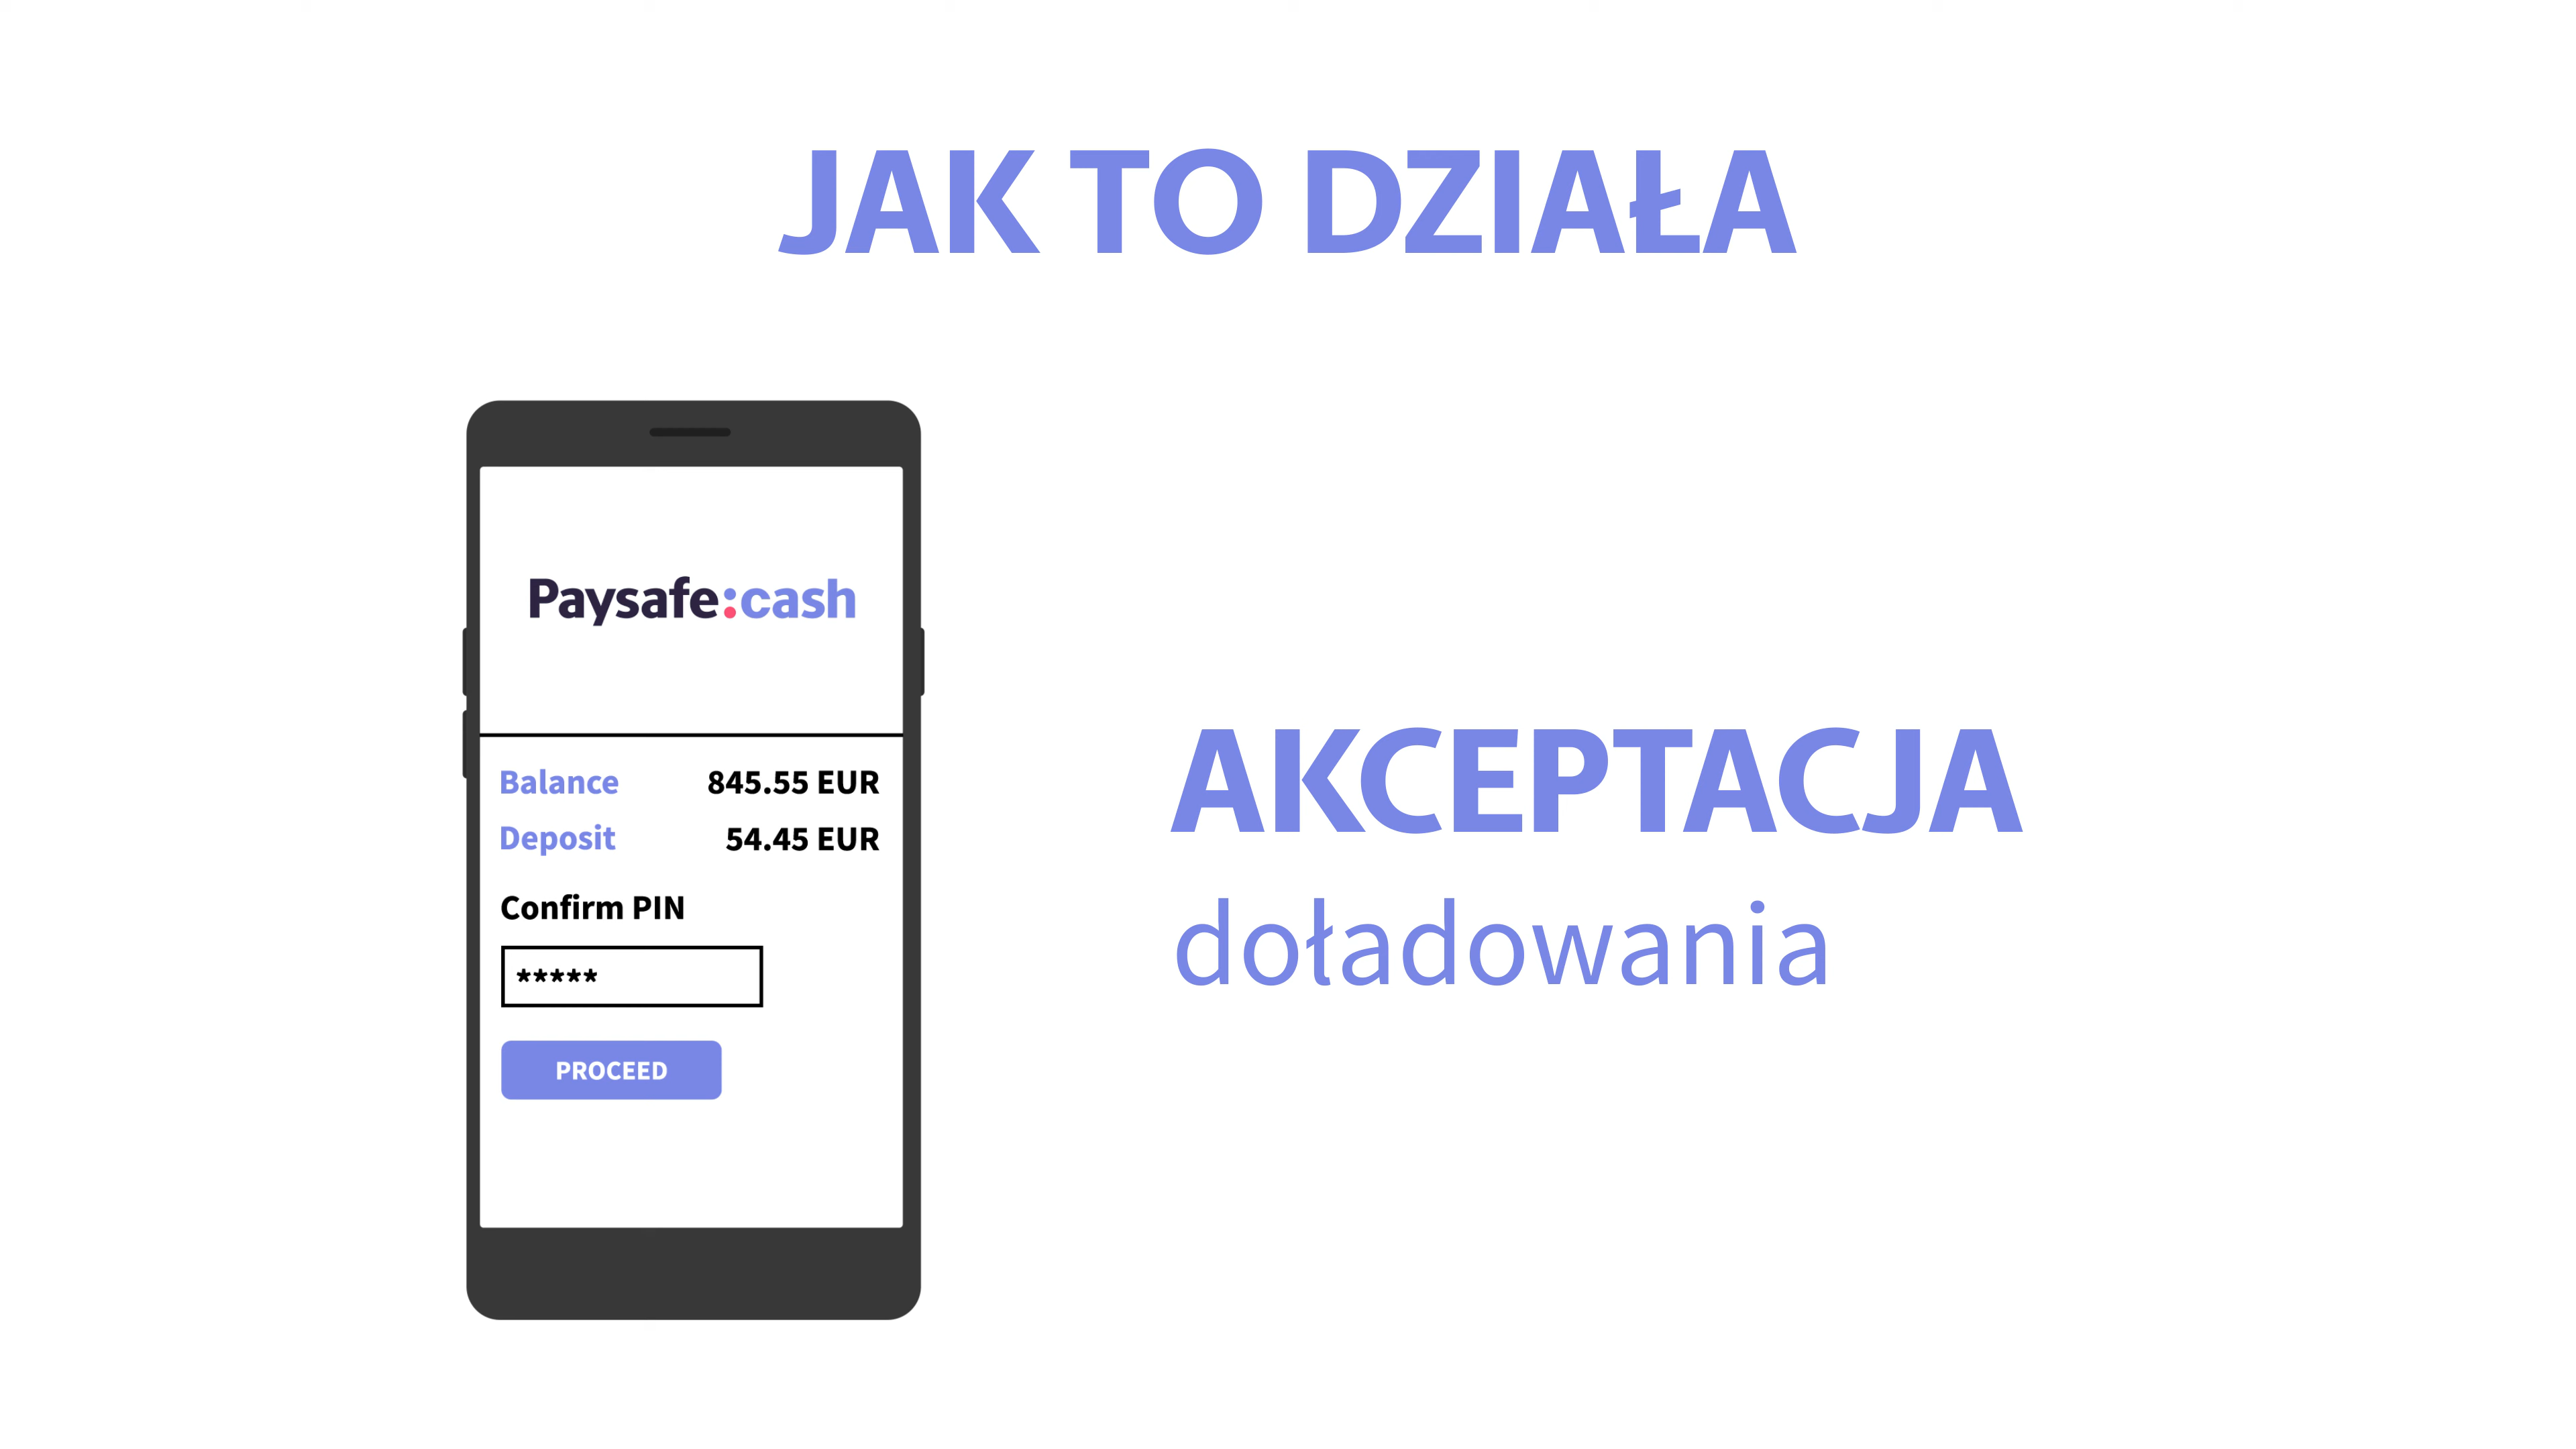 JAK TO DZIAŁA
Paysafe:cash
Balance 845.55 EUR
Deposit 54.45 EUR
Confirm PIN
*****
PROCEED
AKCEPTACJA
doładowania